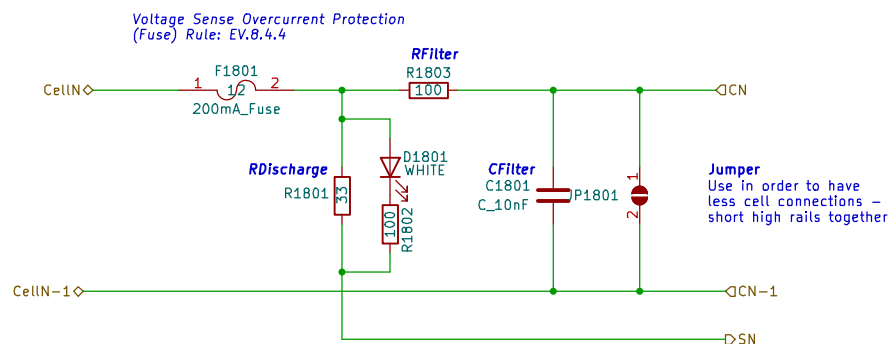 Voltage Sense Overcurrent Protection
(Fuse) Rule: EV.8.4.4
RFilter
F1801
R1803
CellN
1
12
2
100
CN
200mA_Fuse
RDischarge
D1801
WHITE
CFilter
Jumper
R1801
33
C1801
C_10nF
JP1801
1
2
Use in order to have
less cell connections –
short high rails together
100
R1802
CellN-1
CN-1
SN